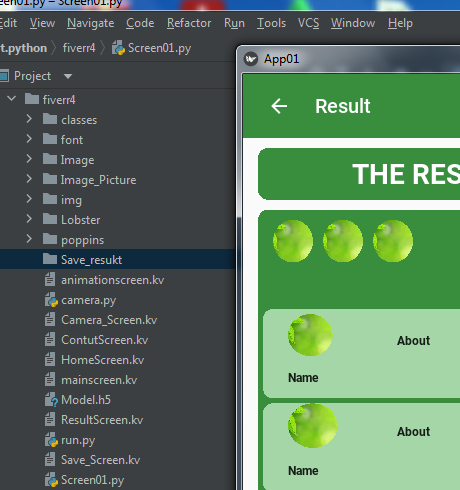 Screen01.py – Screen01.py
Edit View Navigate Code Refactor Run Tools VCS Window Help
t.python fiverr4 Screen01.py
Project
fiverr4
classes
font
Image
Image_Picture
img
Lobster
poppins
Save_resukt
animationscreen.kv
camera.py
Camera_Screen.kv
ContutScreen.kv
HomeScreen.kv
mainscreen.kv
Model.h5
ResultScreen.kv
run.py
Save_Screen.kv
Screen01.py
App01
Result
THE RES
About
Name
About
Name